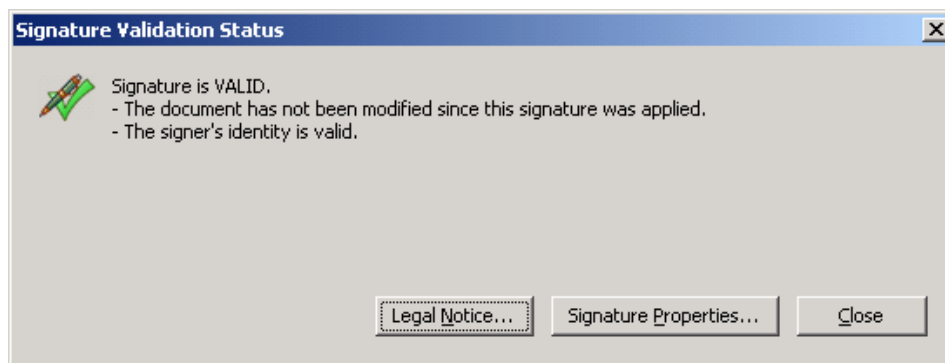 Signature Validation Status
Signature is VALID.
- The document has not been modified since this signature was applied.
- The signer's identity is valid.
Legal Notice... Signature Properties... Close